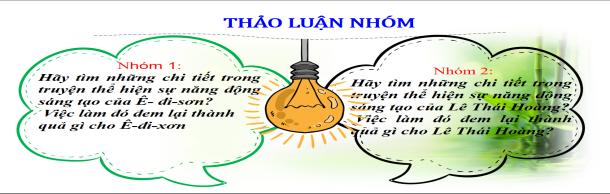 THẢO LUẬN NHÓM
Nhóm 1:
Hãy tìm những chi tiết trong
truyện thể hiện sự năng động
sáng tạo của Ê- đi-sơn?
Việc làm đó đem lại thành
quả gì cho Ê-đi-xơn
Nhóm 2:
Hãy tìm những chi tiết trong
truyện thể hiện sự năng động
sáng tạo của Lê Thái Hoàng?
Việc làm đó đem lại thành
quả gì cho Lê Thái Hoàng?